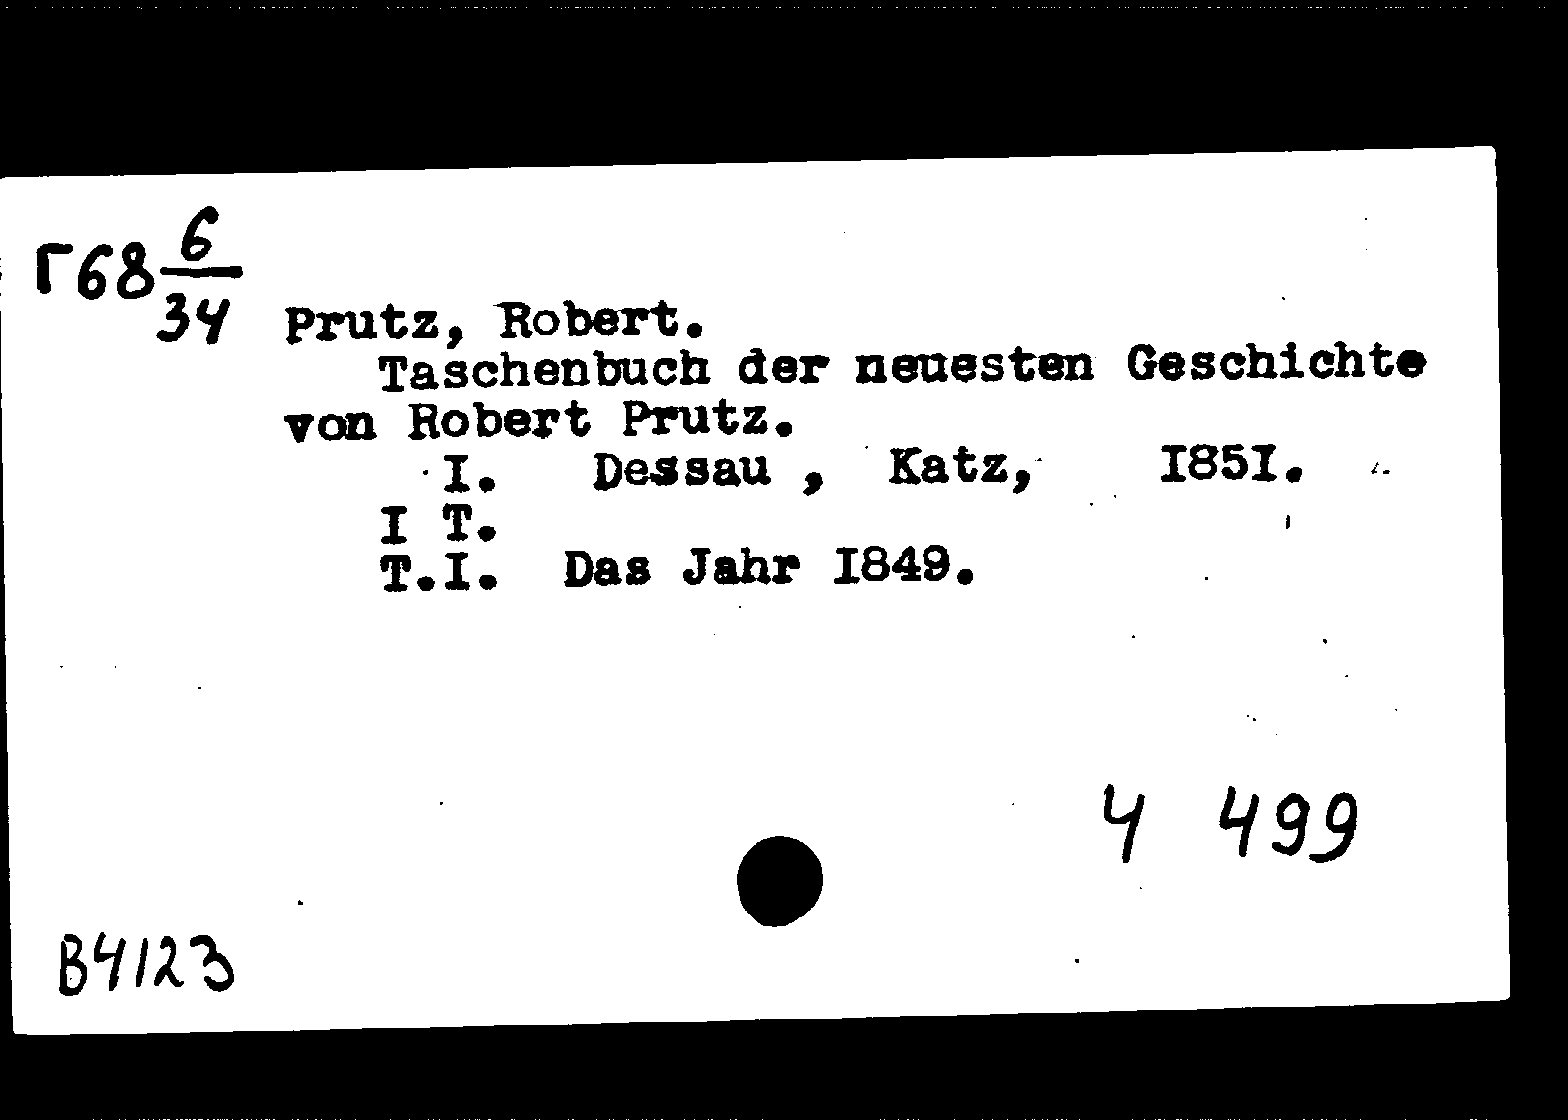 Г68 6/34
Prutz, Robert.
Taschenbuch der neuesten Geschichte
von Robert Prutz.
I. Dessau , Katz, I85I.
I T.
T.I. Das Jahr I849.
4 499
B4123